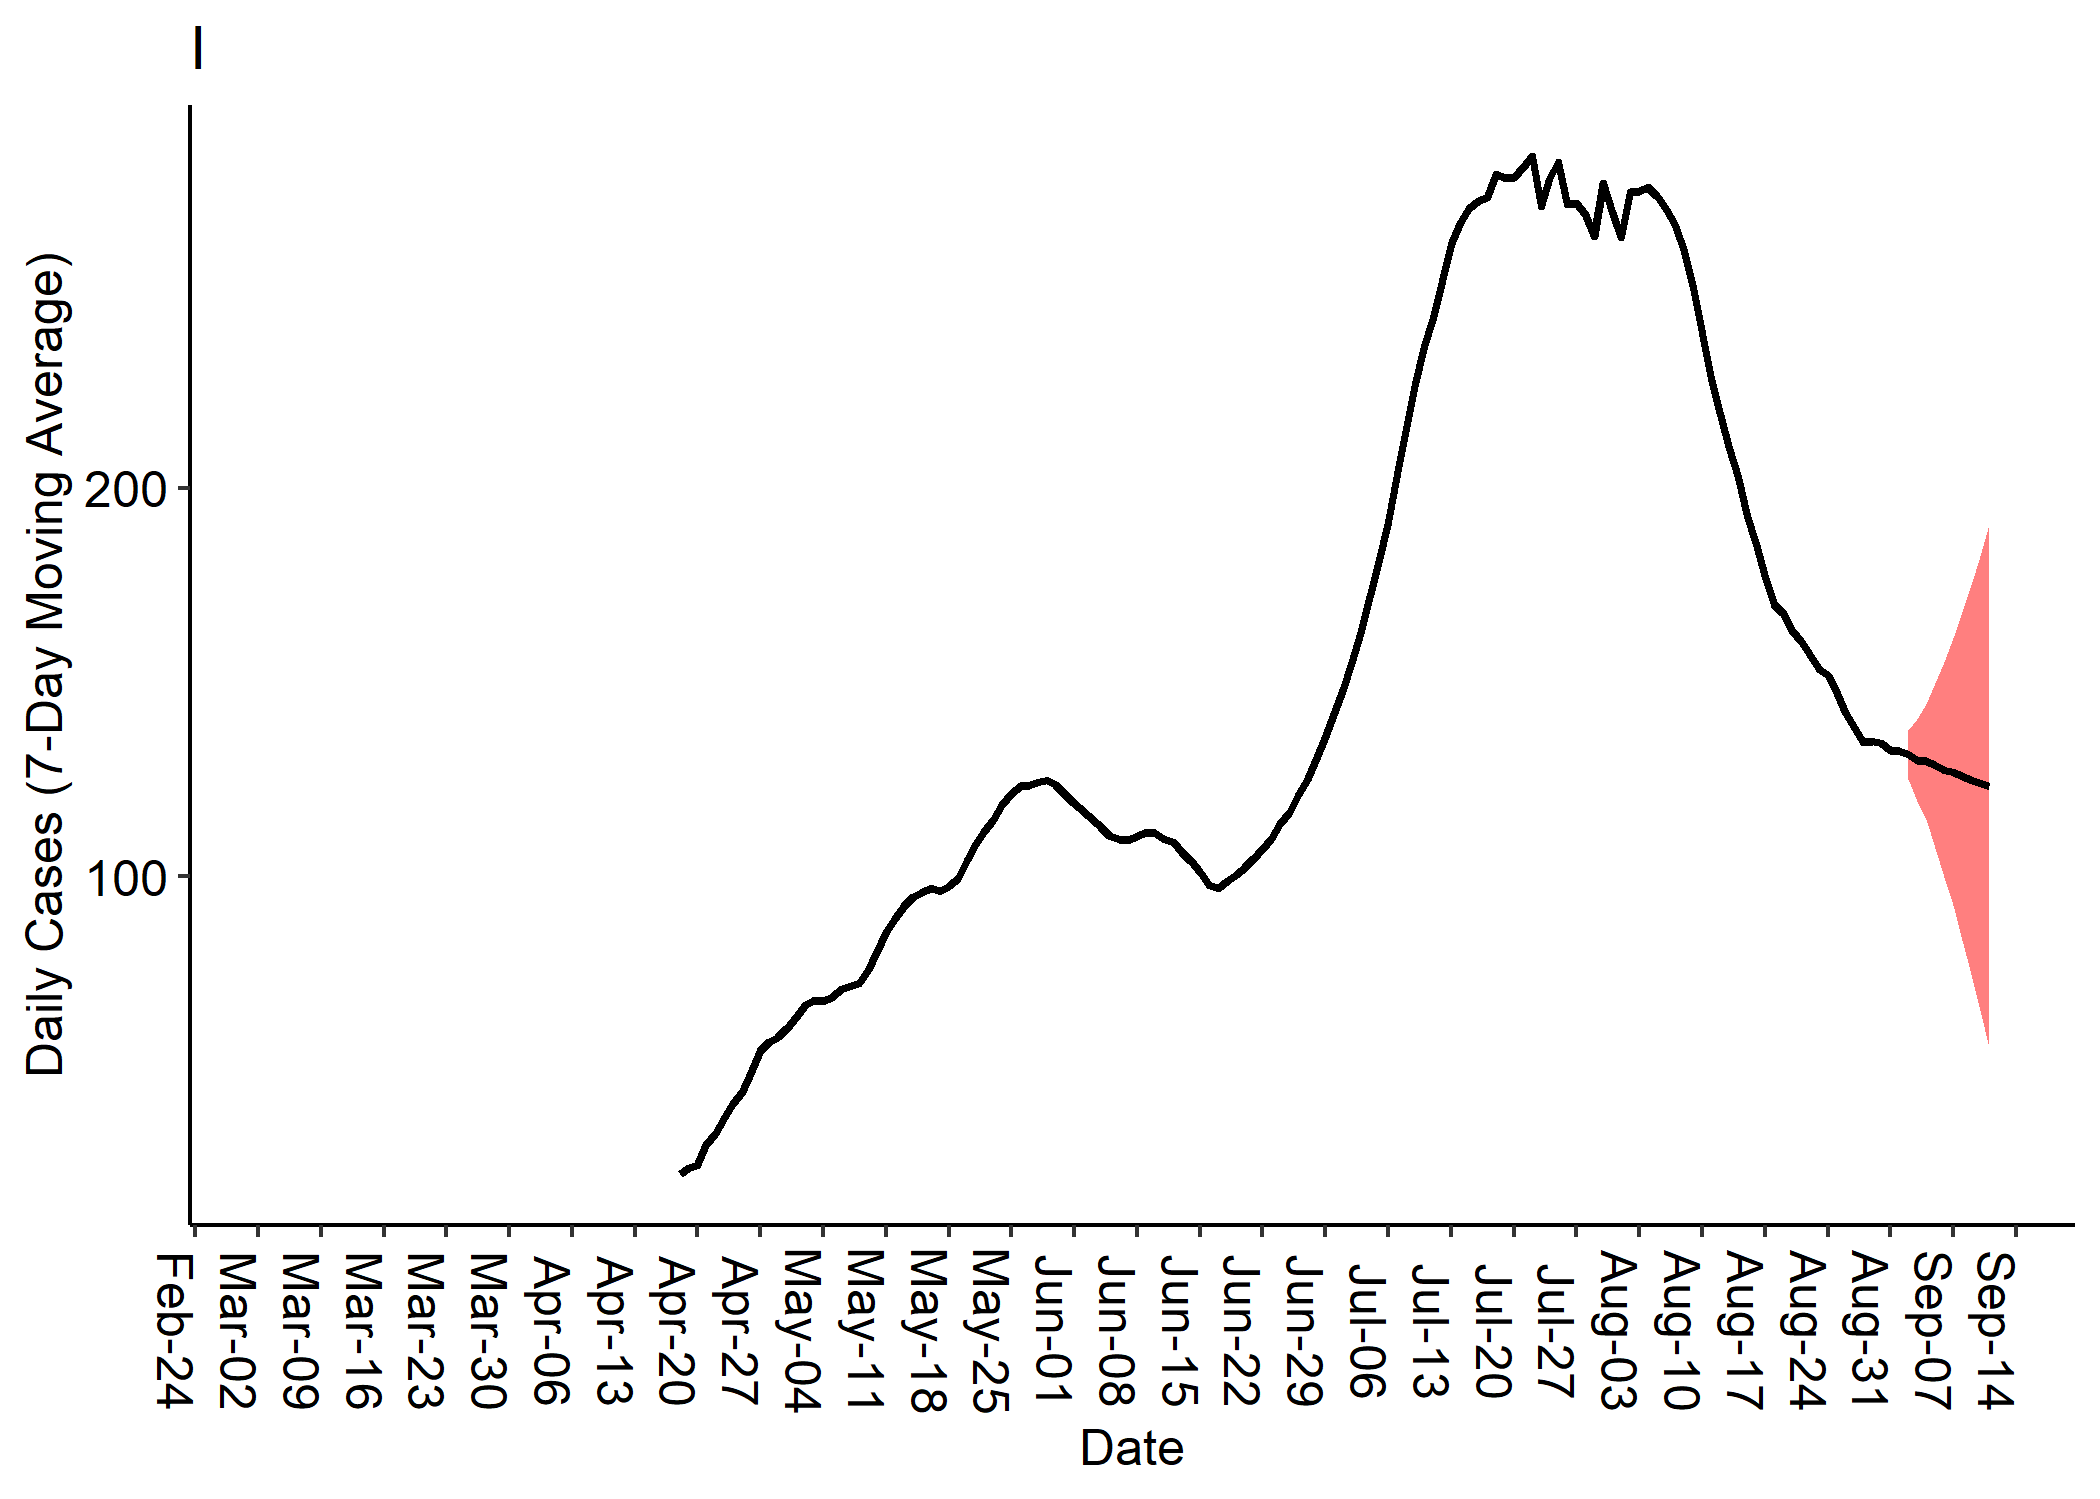 I
Daily Cases (7-Day Moving Average)
200
100
Feb-24
Mar-02
Mar-09
Mar-16
Mar-23
Mar-30
Apr-06
Apr-13
Apr-20
Apr-27
May-04
May-11
May-18
May-25
Jun-01
Jun-08
Jun-15
Jun-22
Jun-29
Jul-06
Jul-13
Jul-20
Jul-27
Aug-03
Aug-10
Aug-17
Aug-24
Aug-31
Sep-07
Sep-14
Date